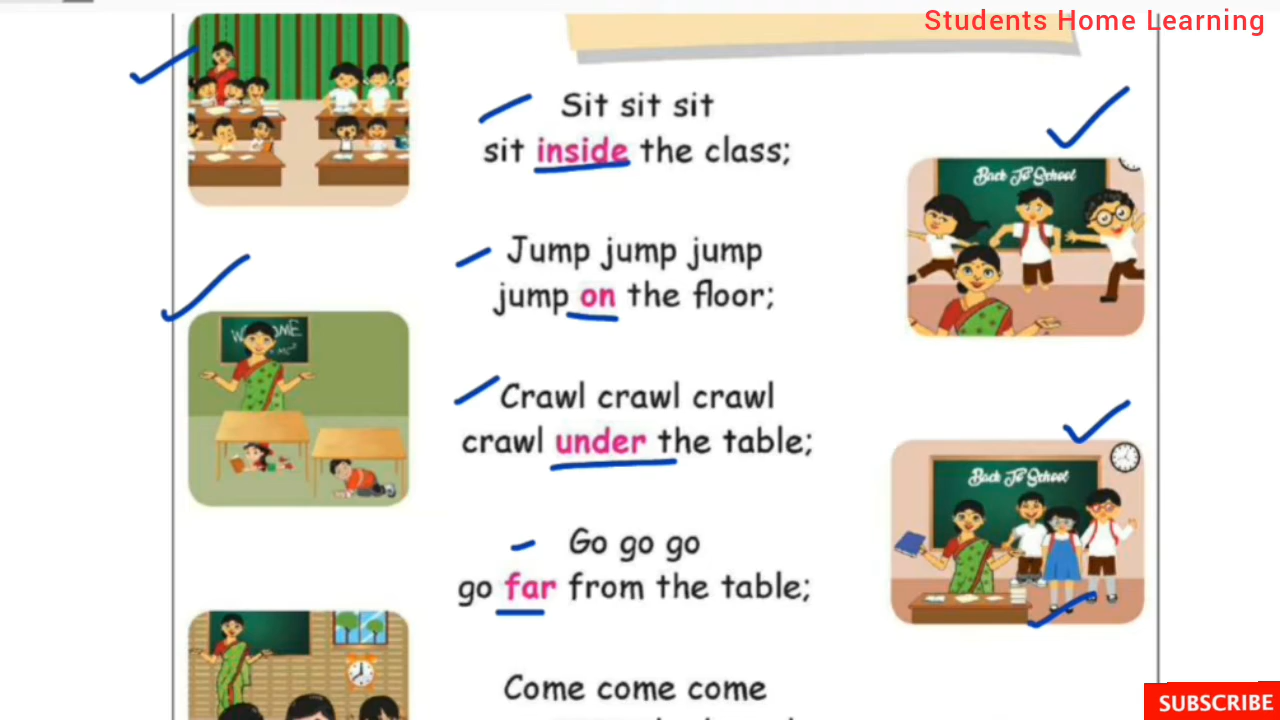 Students Home Learning
Sit sit sit
sit inside the class;
Back To School
Jump jump jump
jump on the floor;
Crawl crawl crawl
crawl under the table;
Back To School
Go go go
go far from the table;
Come come come
SUBSCRIBE